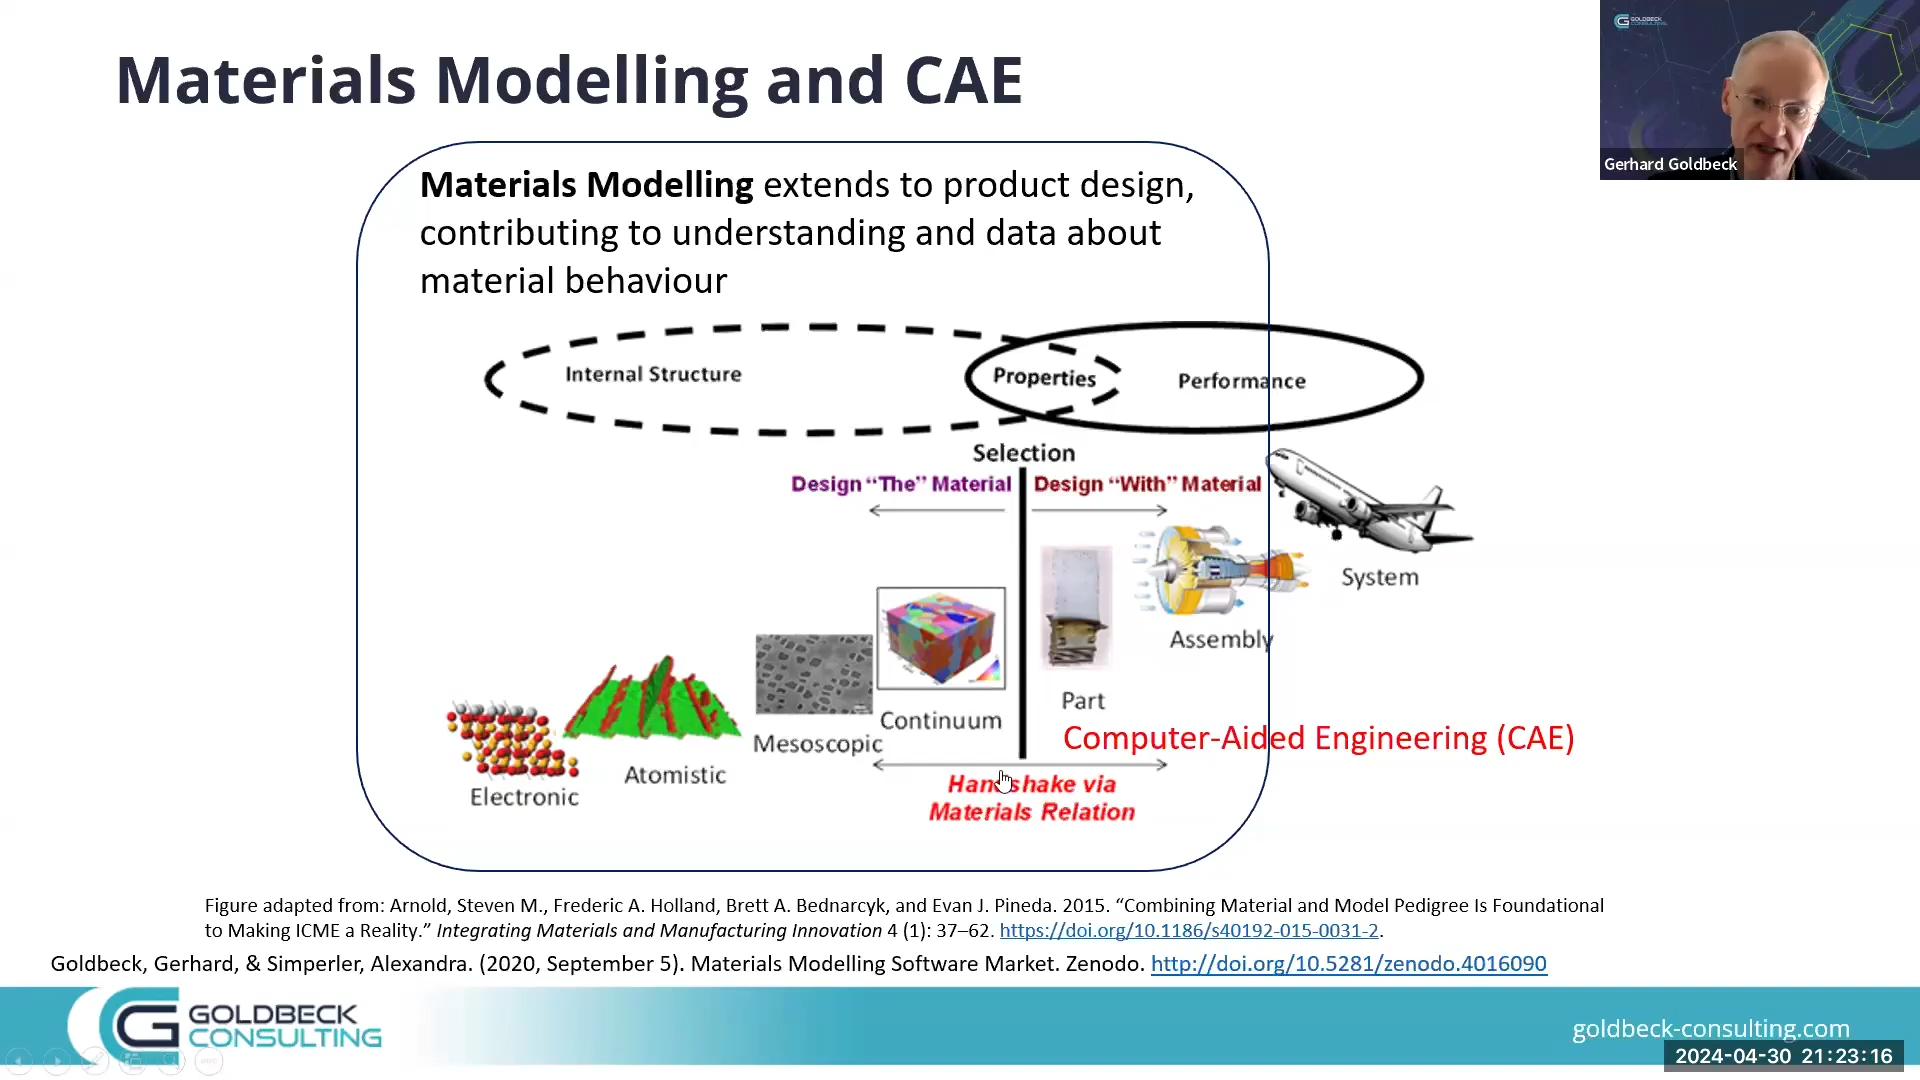 Materials Modelling and CAE
GOLDBECK
CONSULTING
Gerhard Goldbeck
Materials Modelling extends to product design,
contributing to understanding and data about
material behaviour
Internal Structure
Properties
Performance
Selection
Design “The” Material
Design “With” Material
System
Assembly
Part
Continuum
Mesoscopic
Atomistic
Electronic
Computer-Aided Engineering (CAE)
Handshake via
Materials Relation
Figure adapted from: Arnold, Steven M., Frederic A. Holland, Brett A. Bednarcyk, and Evan J. Pineda. 2015. “Combining Material and Model Pedigree Is Foundational
to Making ICME a Reality.” Integrating Materials and Manufacturing Innovation 4 (1): 37–62. https://doi.org/10.1186/s40192-015-0031-2.
Goldbeck, Gerhard, & Simperler, Alexandra. (2020, September 5). Materials Modelling Software Market. Zenodo. http://doi.org/10.5281/zenodo.4016090
GOLDBECK
CONSULTING
goldbeck-consulting.com
2024-04-30 21:23:16